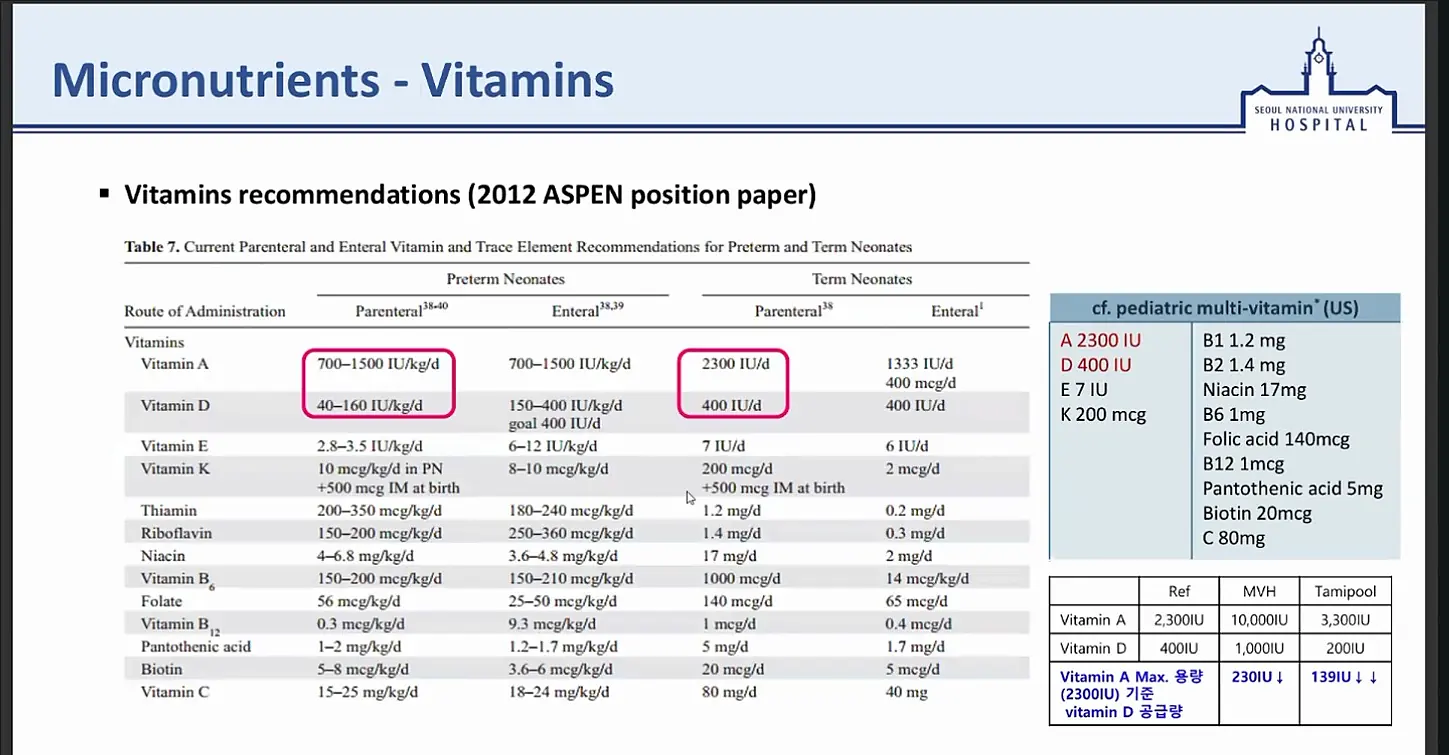 Micronutrients - Vitamins
SEOUL NATIONAL UNIVERSITY
HOSPITAL
▪ Vitamins recommendations (2012 ASPEN position paper)
Table 7. Current Parenteral and Enteral Vitamin and Trace Element Recommendations for Preterm and Term Neonates
Preterm Neonates Term Neonates
Route of Administration Parenteral38-40 Enteral38,39 Parenteral38 Enteral1
Vitamins
Vitamin A 700–1500 IU/kg/d 700–1500 IU/kg/d 2300 IU/d 1333 IU/d
400 mcg/d
Vitamin D 40–160 IU/kg/d 150–400 IU/kg/d 400 IU/d 400 IU/d
goal 400 IU/d
Vitamin E 2.8–3.5 IU/kg/d 6–12 IU/kg/d 7 IU/d 6 IU/d
Vitamin K 10 mcg/kg/d in PN 8–10 mcg/kg/d 200 mcg/d 2 mcg/d
+500 mcg IM at birth +500 mcg IM at birth
Thiamin 200–350 mcg/kg/d 180–240 mcg/kg/d 1.2 mg/d 0.2 mg/d
Riboflavin 150–200 mcg/kg/d 250–360 mcg/kg/d 1.4 mg/d 0.3 mg/d
Niacin 4–6.8 mg/kg/d 3.6–4.8 mg/kg/d 17 mg/d 2 mg/d
Vitamin B6 150–200 mcg/kg/d 150–210 mcg/kg/d 1000 mcg/d 14 mcg/kg/d
Folate 56 mcg/kg/d 25–50 mcg/kg/d 140 mcg/d 65 mcg/d
Vitamin B12 0.3 mcg/kg/d 9.3 mcg/kg/d 1 mcg/d 0.4 mcg/d
Pantothenic acid 1–2 mg/kg/d 1.2–1.7 mg/kg/d 5 mg/d 1.7 mg/d
Biotin 5–8 mcg/kg/d 3.6–6 mcg/kg/d 20 mcg/d 5 mcg/d
Vitamin C 15–25 mg/kg/d 18–24 mg/kg/d 80 mg/d 40 mg
cf. pediatric multi-vitamin* (US)
A 2300 IU
D 400 IU
E 7 IU
K 200 mcg
B1 1.2 mg
B2 1.4 mg
Niacin 17mg
B6 1mg
Folic acid 140mcg
B12 1mcg
Pantothenic acid 5mg
Biotin 20mcg
C 80mg
Ref MVH Tamipool
Vitamin A 2,300IU 10,000IU 3,300IU
Vitamin D 400IU 1,000IU 200IU
Vitamin A Max. 용량 230IU↓ 139IU↓↓
(2300IU) 기준
vitamin D 공급량